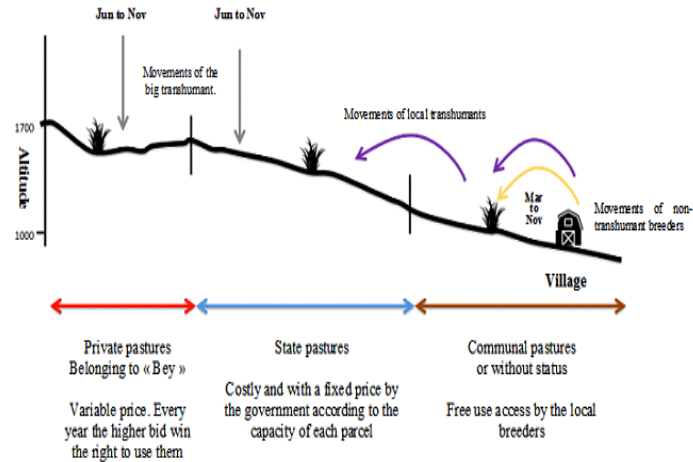 Jun to Nov
Jun to Nov
Movements of the
big transhumant.
Movements of local transhumants
1700
Altitude
1000
Mar
to
Nov
Movements of non-
transhumant breeders
Village
Private pastures
Belonging to « Bey »
Variable price. Every
year the higher bid win
the right to use them
State pastures
Costly and with a fixed price by
the government according to the
capacity of each parcel
Communal pastures
or without status
Free use access by the local
breeders